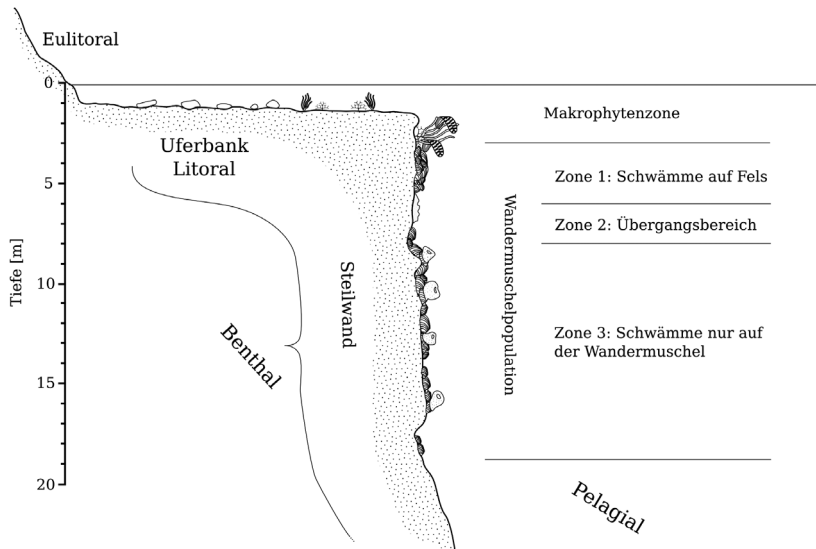 Eulitoral
0
Makrophytenzone
Uferbank
Litoral
Zone 1: Schwämme auf Fels
5
Zone 2: Übergangsbereich
Wandermuschelpopulation
Tiefe [m]
Steilwand
10
Benthal
Zone 3: Schwämme nur auf
der Wandermuschel
15
20
Pelagial